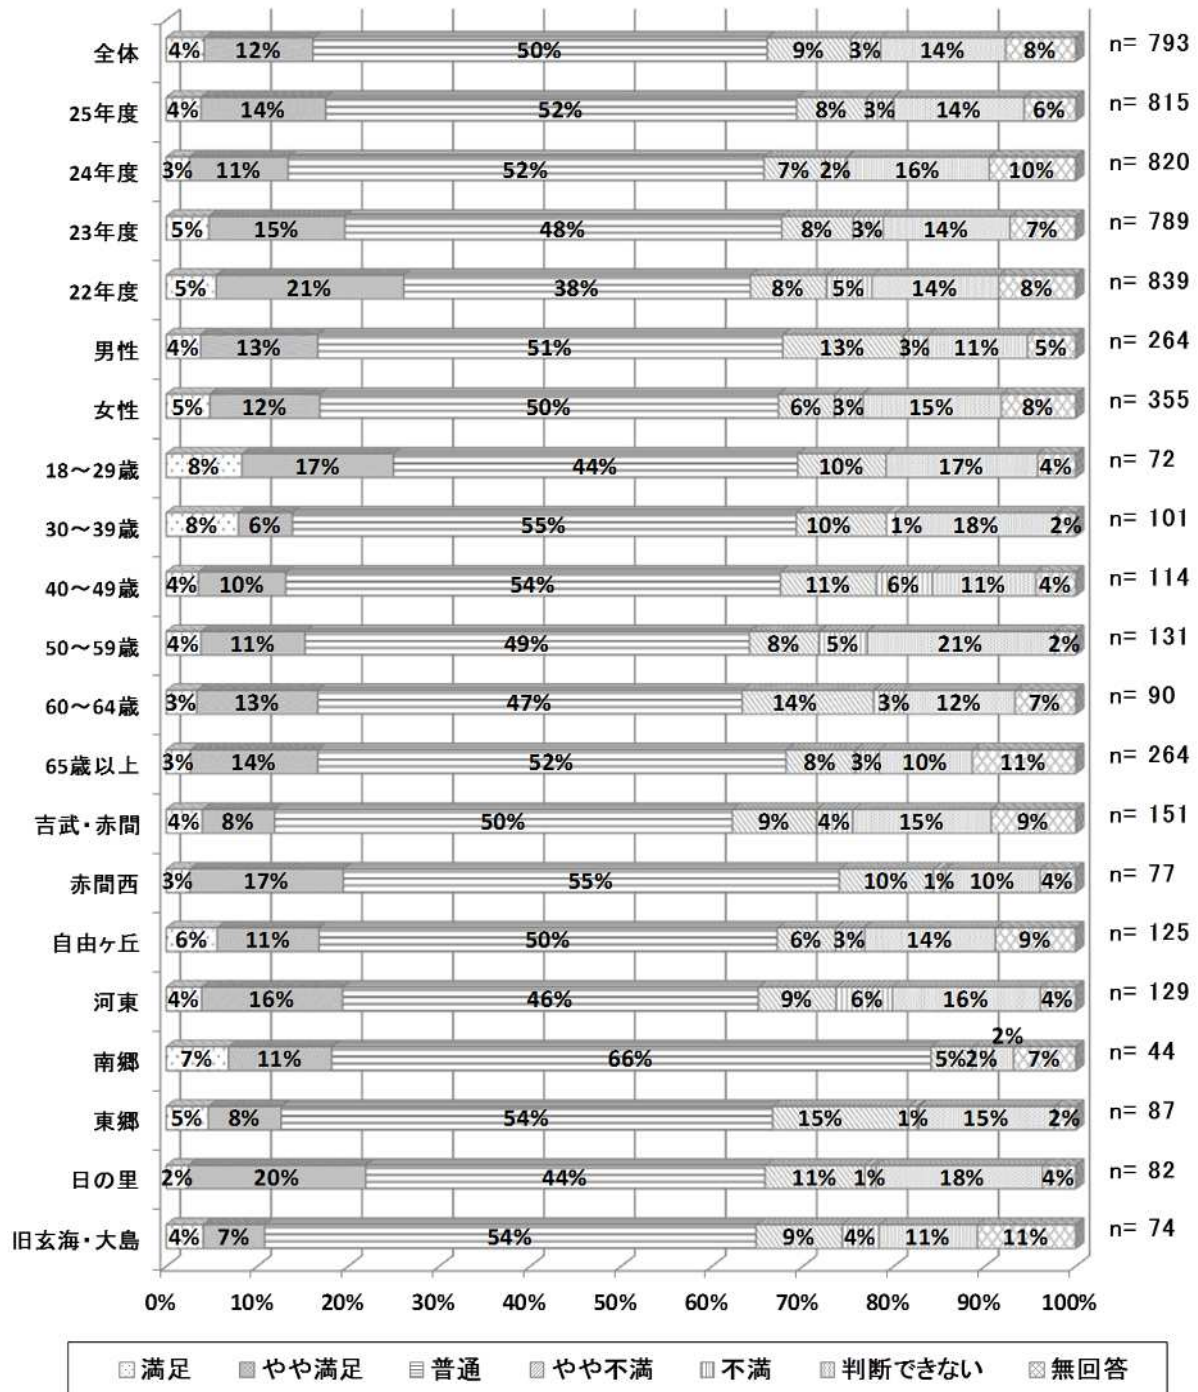 全体 4% 12% 50% 9% 3% 14% 8% n= 793
25年度 4% 14% 52% 8% 3% 14% 6% n= 815
24年度 3% 11% 52% 7% 2% 16% 10% n= 820
23年度 5% 15% 48% 8% 3% 14% 7% n= 789
22年度 5% 21% 38% 8% 5% 14% 8% n= 839
男性 4% 13% 51% 13% 3% 11% 5% n= 264
女性 5% 12% 50% 6% 3% 15% 8% n= 355
18～29歳 8% 17% 44% 10% 17% 4% n= 72
30～39歳 8% 6% 55% 10% 1% 18% 2% n= 101
40～49歳 4% 10% 54% 11% 6% 11% 4% n= 114
50～59歳 4% 11% 49% 8% 5% 21% 2% n= 131
60～64歳 3% 13% 47% 14% 3% 12% 7% n= 90
65歳以上 3% 14% 52% 8% 3% 10% 11% n= 264
吉武・赤間 4% 8% 50% 9% 4% 15% 9% n= 151
赤間西 3% 17% 55% 10% 1% 10% 4% n= 77
自由ヶ丘 6% 11% 50% 6% 3% 14% 9% n= 125
河東 4% 16% 46% 9% 6% 16% 4% n= 129
2%
南郷 7% 11% 66% 5% 2% 7% n= 44
東郷 5% 8% 54% 15% 1% 15% 2% n= 87
日の里 2% 20% 44% 11% 1% 18% 4% n= 82
旧玄海・大島 4% 7% 54% 9% 4% 11% 11% n= 74
0% 10% 20% 30% 40% 50% 60% 70% 80% 90% 100%
満足 やや満足 普通 やや不満 不満 判断できない 無回答